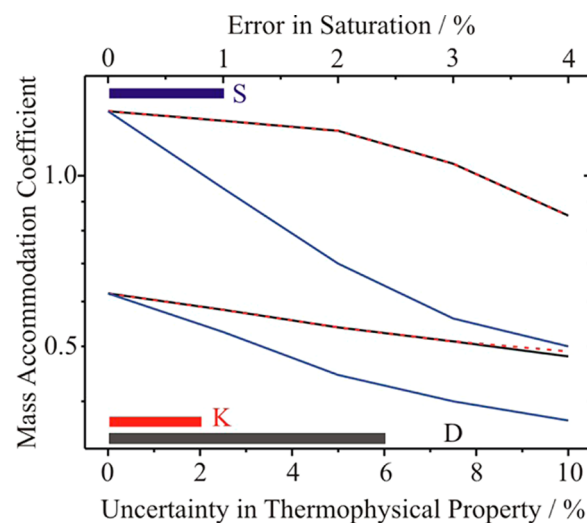 Error in Saturation / %
0 1 2 3 4
S
Mass Accommodation Coefficient
1.0
0.5
K
D
0 2 4 6 8 10
Uncertainty in Thermophysical Property / %